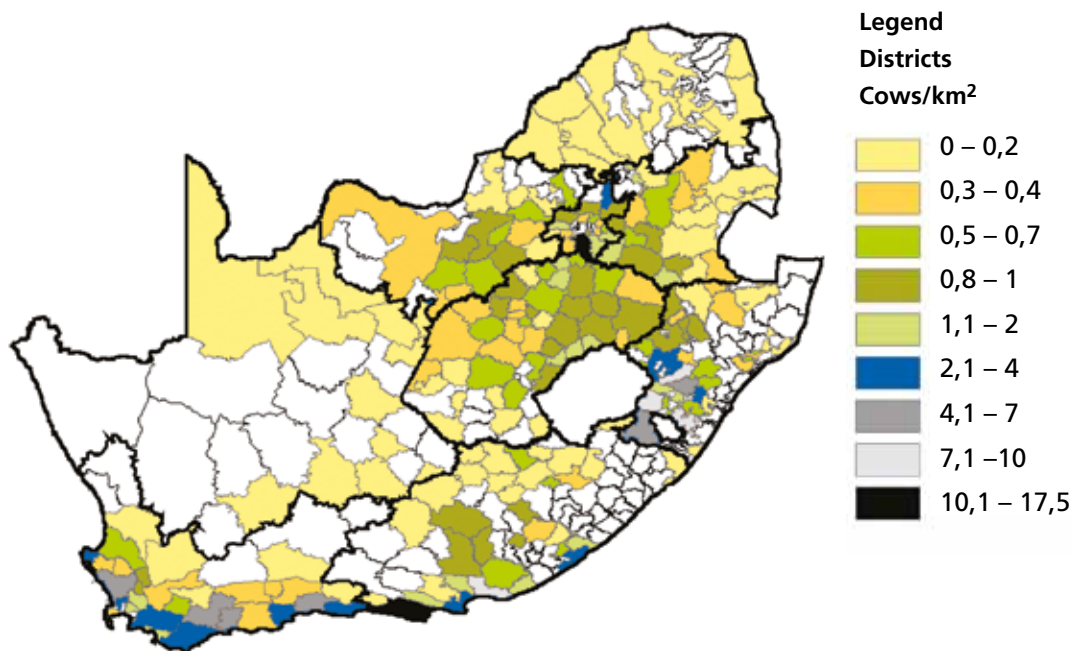 Legend
Districts
Cows/km²
0 – 0,2
0,3 – 0,4
0,5 – 0,7
0,8 – 1
1,1 – 2
2,1 – 4
4,1 – 7
7,1 –10
10,1 – 17,5